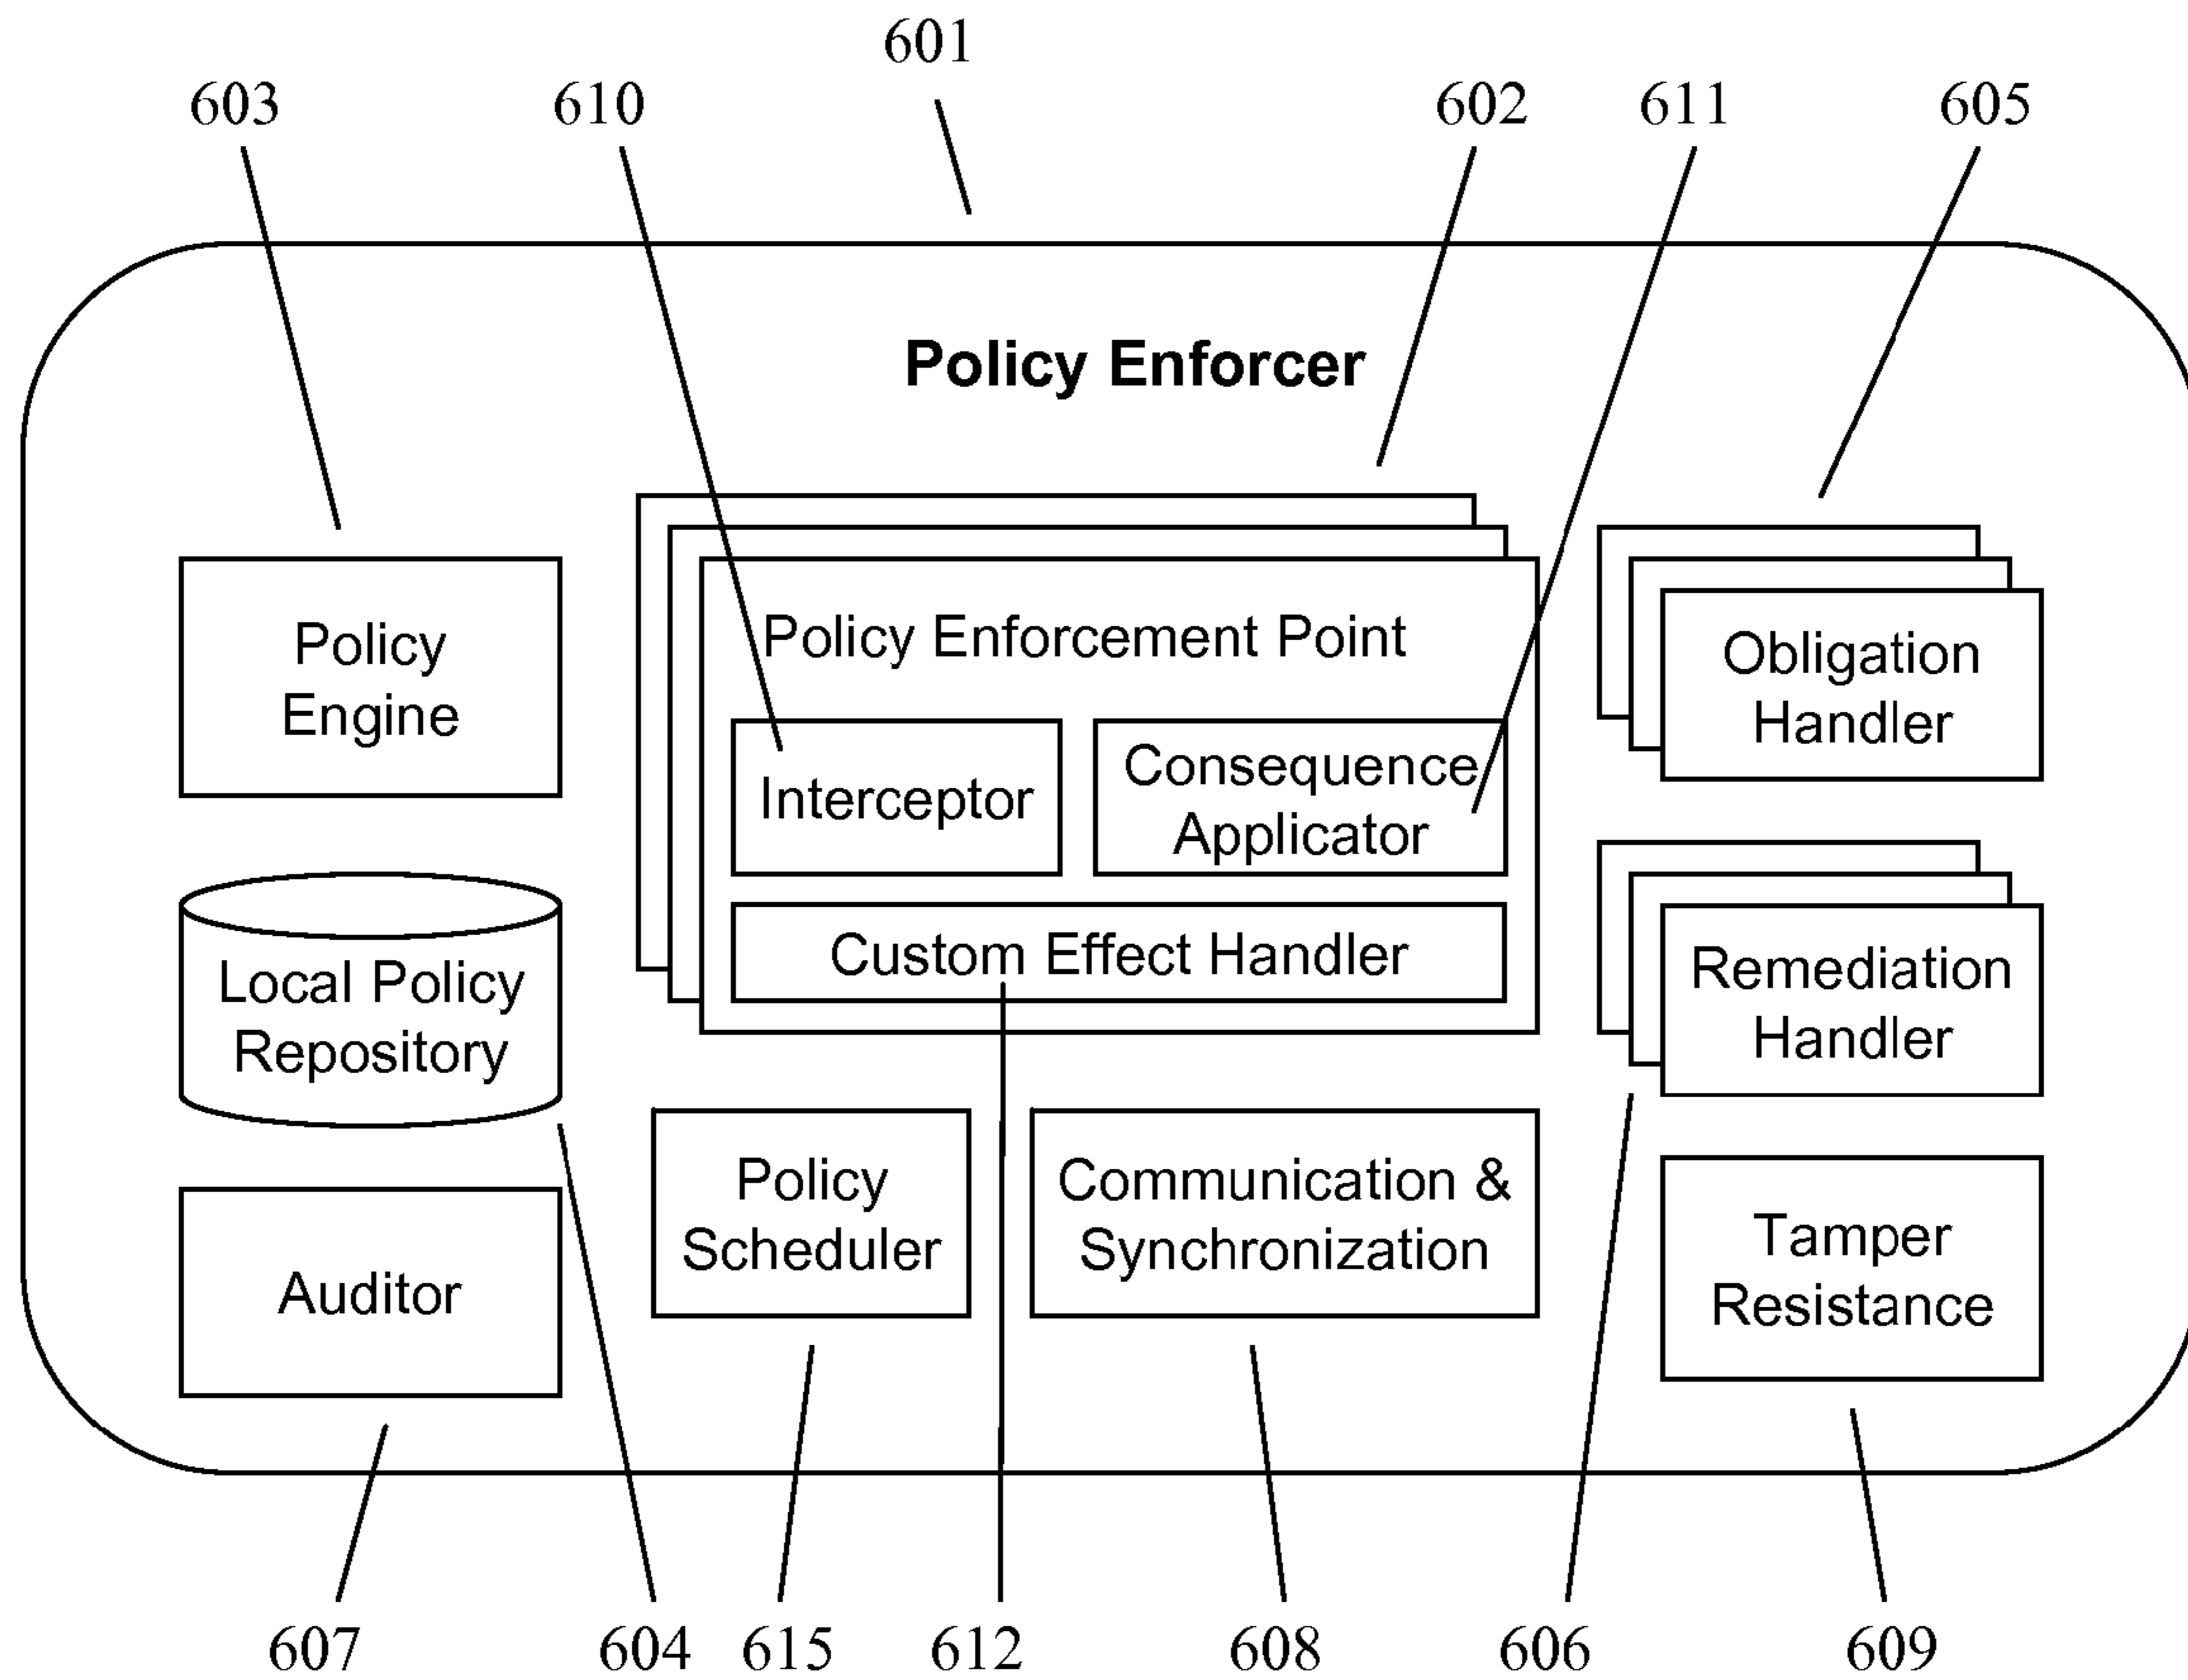 601
603
610
602
611
605
Policy Enforcer
Policy
Engine
Policy Enforcement Point
Interceptor
Consequence
Applicator
Custom Effect Handler
Obligation
Handler
Local Policy
Repository
Remediation
Handler
Auditor
Policy
Scheduler
Communication &
Synchronization
Tamper
Resistance
607
604
615
612
608
606
609